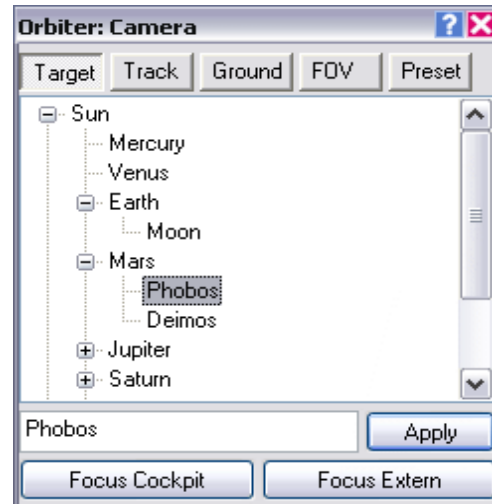 Orbiter: Camera
Target Track Ground FOV Preset
Sun
Mercury
Venus
Earth
Moon
Mars
Phobos
Deimos
Jupiter
Saturn
Phobos Apply
Focus Cockpit Focus Extern